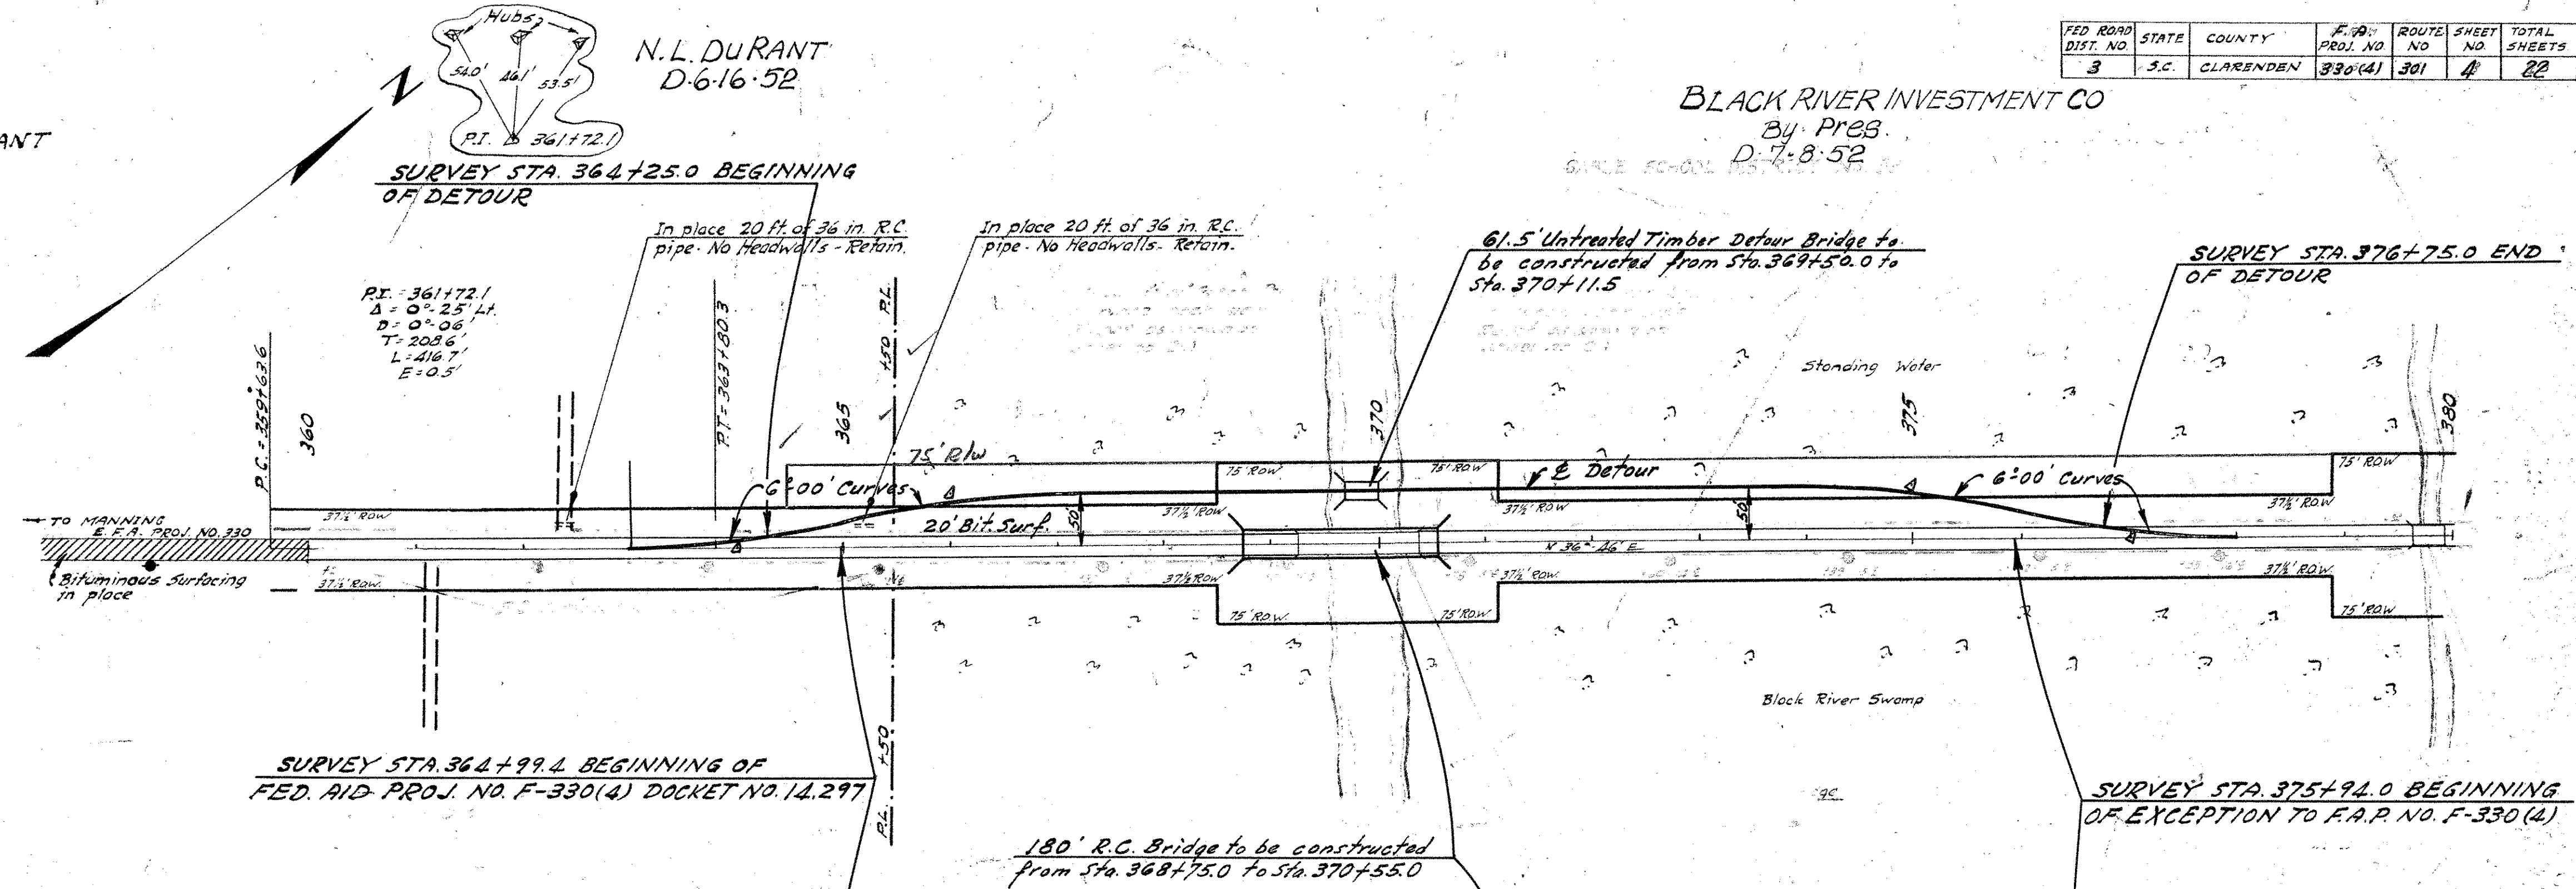 Hubs
54.0' 46.1' 53.5'
P.I. 361+72.1
N
N.L. DURANT
D-6-16-52
ANT
FED ROAD DIST. NO. STATE COUNTY F.A. PROJ. NO. ROUTE NO SHEET NO. TOTAL SHEETS
3 S.C. CLARENDEN 330(4) 301 4 22
BLACK RIVER INVESTMENT CO
By Pres.
D-7-8-52
SURVEY STA. 364+25.0 BEGINNING
OF DETOUR
In place 20 ft. of 36 in. R.C.
pipe - No Headwalls - Retain.
In place 20 ft. of 36 in. R.C.
pipe - No Headwalls - Retain.
61.5' Untreated Timber Detour Bridge to
be constructed from Sta. 369+50.0 to
Sta. 370+11.5
SURVEY STA. 376+75.0 END
OF DETOUR
P.I. = 361+72.1
Δ = 0°-25' Lt.
D = 0°-06'
T = 208.6'
L = 416.7'
E = 0.5'
P.C. = 359+63.6
360
P.T. = 363+80.3
365
+50 P.L.
370
375
380
Standing Water
75' R/W
75' ROW
75' ROW
75' ROW
℄ Detour
6°-00' Curves
6°-00' Curves
37½' ROW
37½' ROW
37½' ROW
37½' ROW
20' Bit. Surf.
50'
50'
TO MANNING
E.F.A. PROJ. NO. 330
N 36°-46' E
Bituminous Surfacing
in place
37½' ROW
37½' ROW
37½' ROW
37½' ROW
75' ROW
75' ROW
75' ROW
Black River Swamp
P.L. +50
SURVEY STA. 364+99.4 BEGINNING OF
FED. AID PROJ. NO. F-330(4) DOCKET NO. 14.297
180' R.C. Bridge to be constructed
from Sta. 368+75.0 to Sta. 370+55.0
SURVEY STA. 375+94.0 BEGINNING
OF EXCEPTION TO F.A.P. NO. F-330(4)